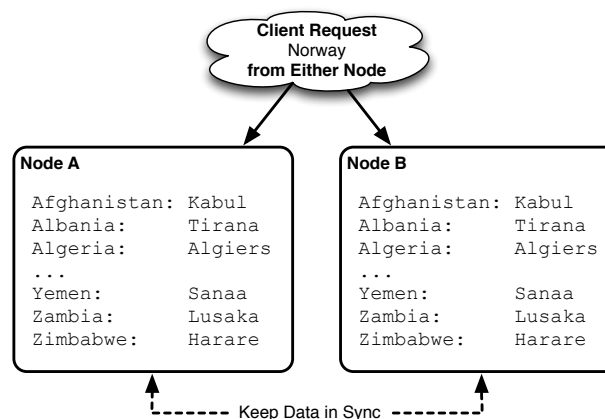 Client Request
Norway
from Either Node
Node A
Afghanistan: Kabul
Albania: Tirana
Algeria: Algiers
...
Yemen: Sanaa
Zambia: Lusaka
Zimbabwe: Harare
Node B
Afghanistan: Kabul
Albania: Tirana
Algeria: Algiers
...
Yemen: Sanaa
Zambia: Lusaka
Zimbabwe: Harare
Keep Data in Sync